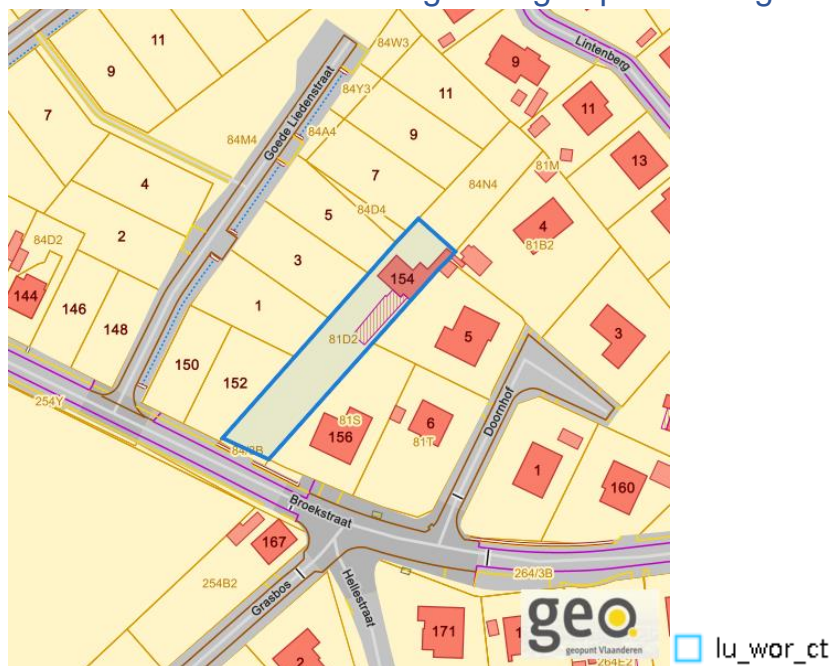 11
84W3
Lintenberg
9
9
84Y3
11
11
7
Goede Liedenstraat
84A4
9
13
84M4
81M
7
4
84N4
84D4
5
4
2
81B2
84D2
3
154
144
146
1
3
148
81D2
5
150
152
254Y
81S
6
Doornhof
156
81T
1
160
Broekstraat
167
264/3B
254B2
Grasbos
Hellestraat
171
geo
geopunt Vlaanderen
2
264E2
lu_wor_ct